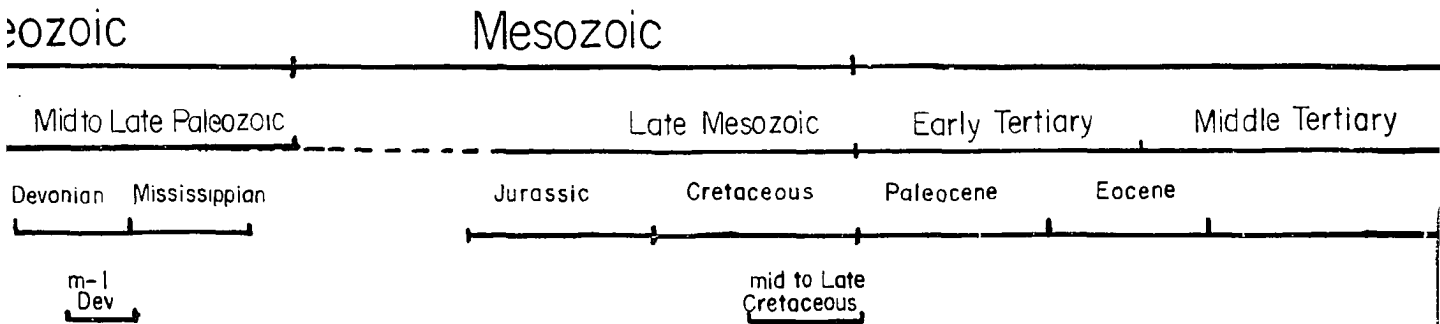 eozoic Mesozoic
Mid to Late Paleozoic Late Mesozoic Early Tertiary Middle Tertiary
Devonian Mississippian Jurassic Cretaceous Paleocene Eocene
m-l mid to Late
Dev Cretaceous